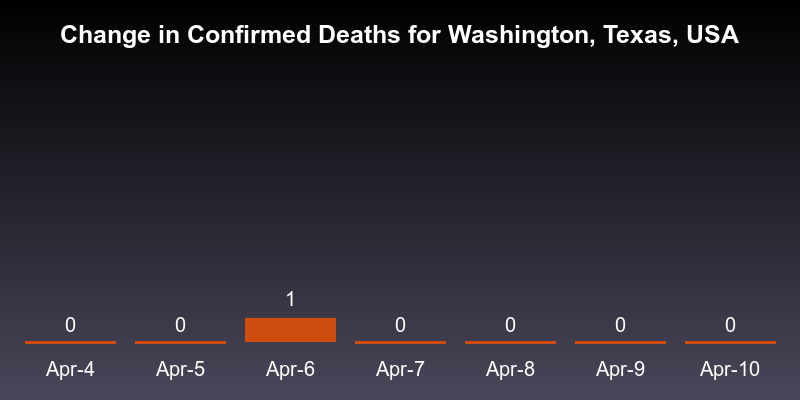 Change in Confirmed Deaths for Washington, Texas, USA
1
0 0 0 0 0 0
Apr-4 Apr-5 Apr-6 Apr-7 Apr-8 Apr-9 Apr-10